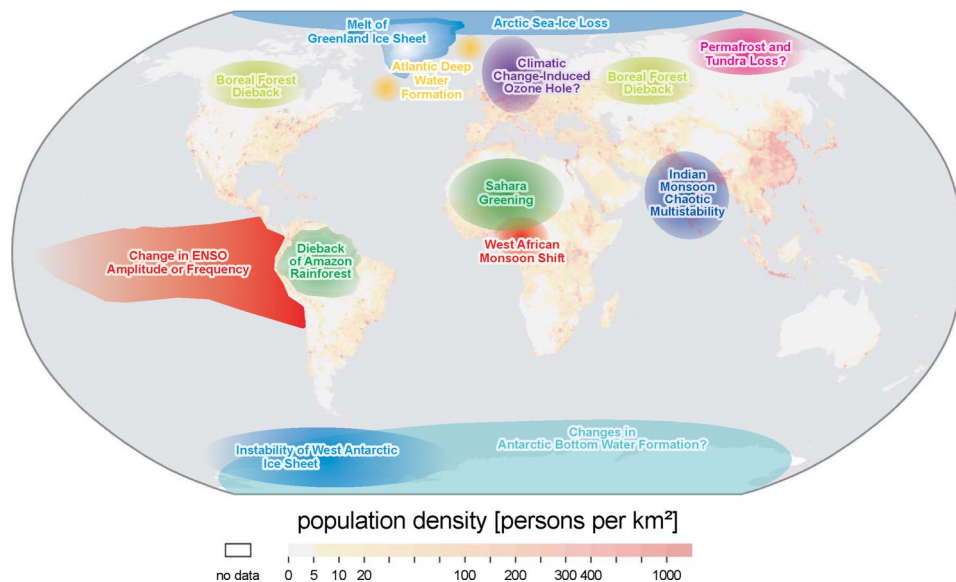 Melt of
Greenland Ice Sheet
Arctic Sea-Ice Loss
Permafrost and
Tundra Loss?
Atlantic Deep
Water
Formation
Climatic
Change-Induced
Ozone Hole?
Boreal Forest
Dieback
Boreal Forest
Dieback
Sahara
Greening
Indian
Monsoon
Chaotic
Multistability
West African
Monsoon Shift
Change in ENSO
Amplitude or Frequency
Dieback
of Amazon
Rainforest
Instability of West Antarctic
Ice Sheet
Changes in
Antarctic Bottom Water Formation?
population density [persons per km²]
no data
0 5 10 20 100 200 300 400 1000